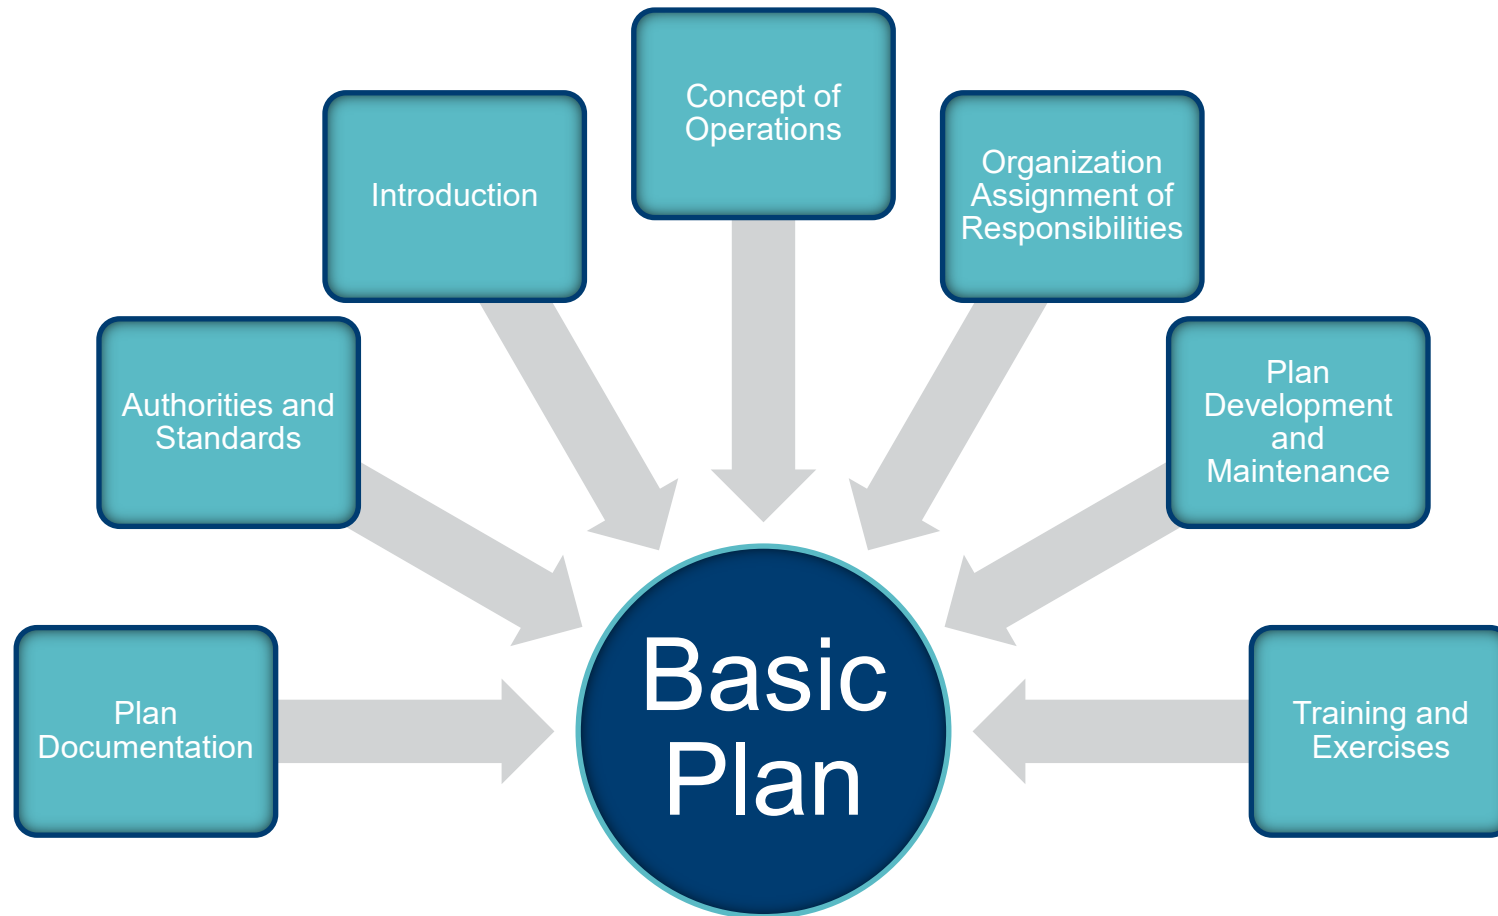 Concept of
Operations
Introduction
Organization
Assignment of
Responsibilities
Authorities and
Standards
Plan
Development
and
Maintenance
Plan
Documentation
Training and
Exercises
Basic
Plan